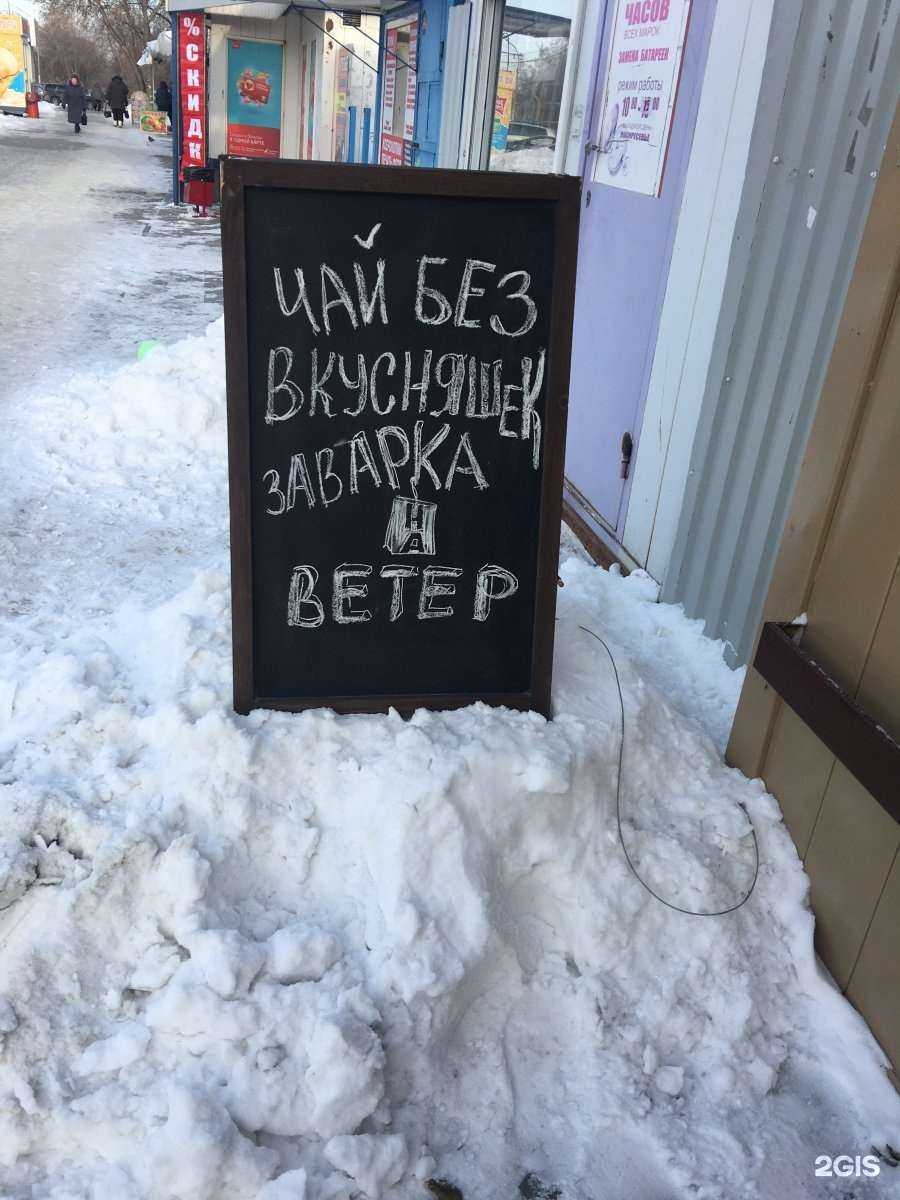 % СКИДК
ЧАСОВ
ВСЕХ МАРОК
ЗАМЕНА БАТАРЕЕК
режим работы
ЧАЙ БЕЗ
ВКУСНЯШЕК
ЗАВАРКА
НА
ВЕТЕР
2GIS